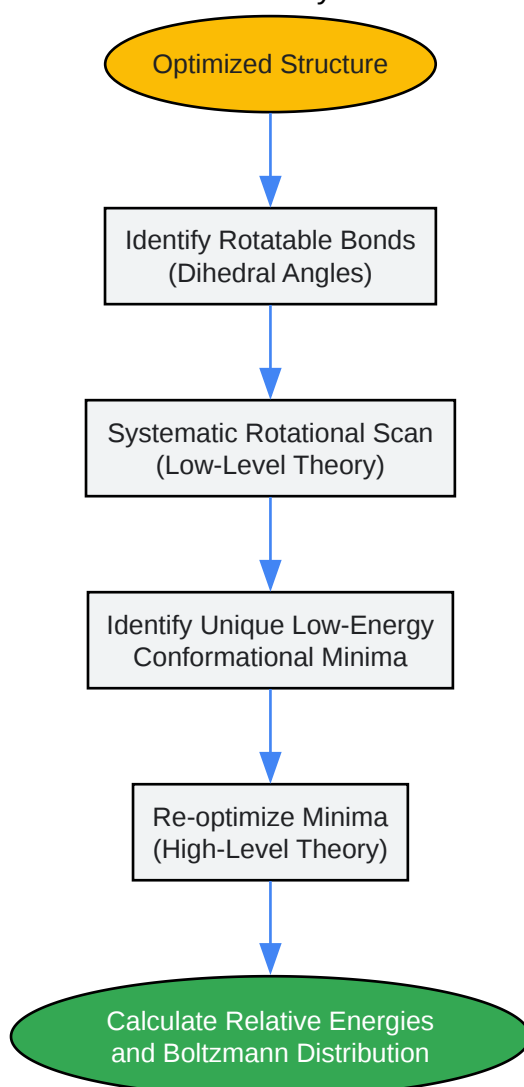 Optimized Structure
Identify Rotatable Bonds
(Dihedral Angles)
Systematic Rotational Scan
(Low-Level Theory)
Identify Unique Low-Energy
Conformational Minima
Re-optimize Minima
(High-Level Theory)
Calculate Relative Energies
and Boltzmann Distribution